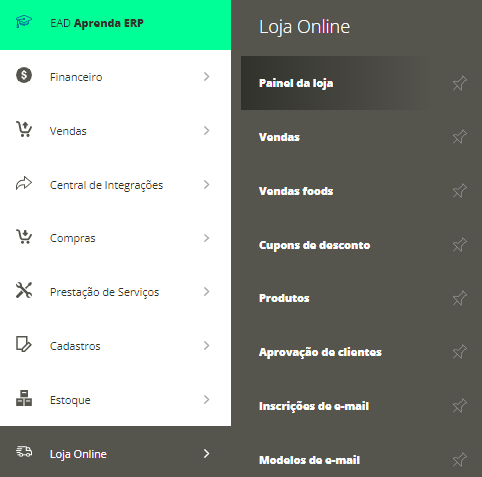 EAD Aprenda ERP
Financeiro
Vendas
Central de Integrações
Compras
Prestação de Serviços
Cadastros
Estoque
Loja Online
Loja Online
Painel da loja
Vendas
Vendas foods
Cupons de desconto
Produtos
Aprovação de clientes
Inscrições de e-mail
Modelos de e-mail